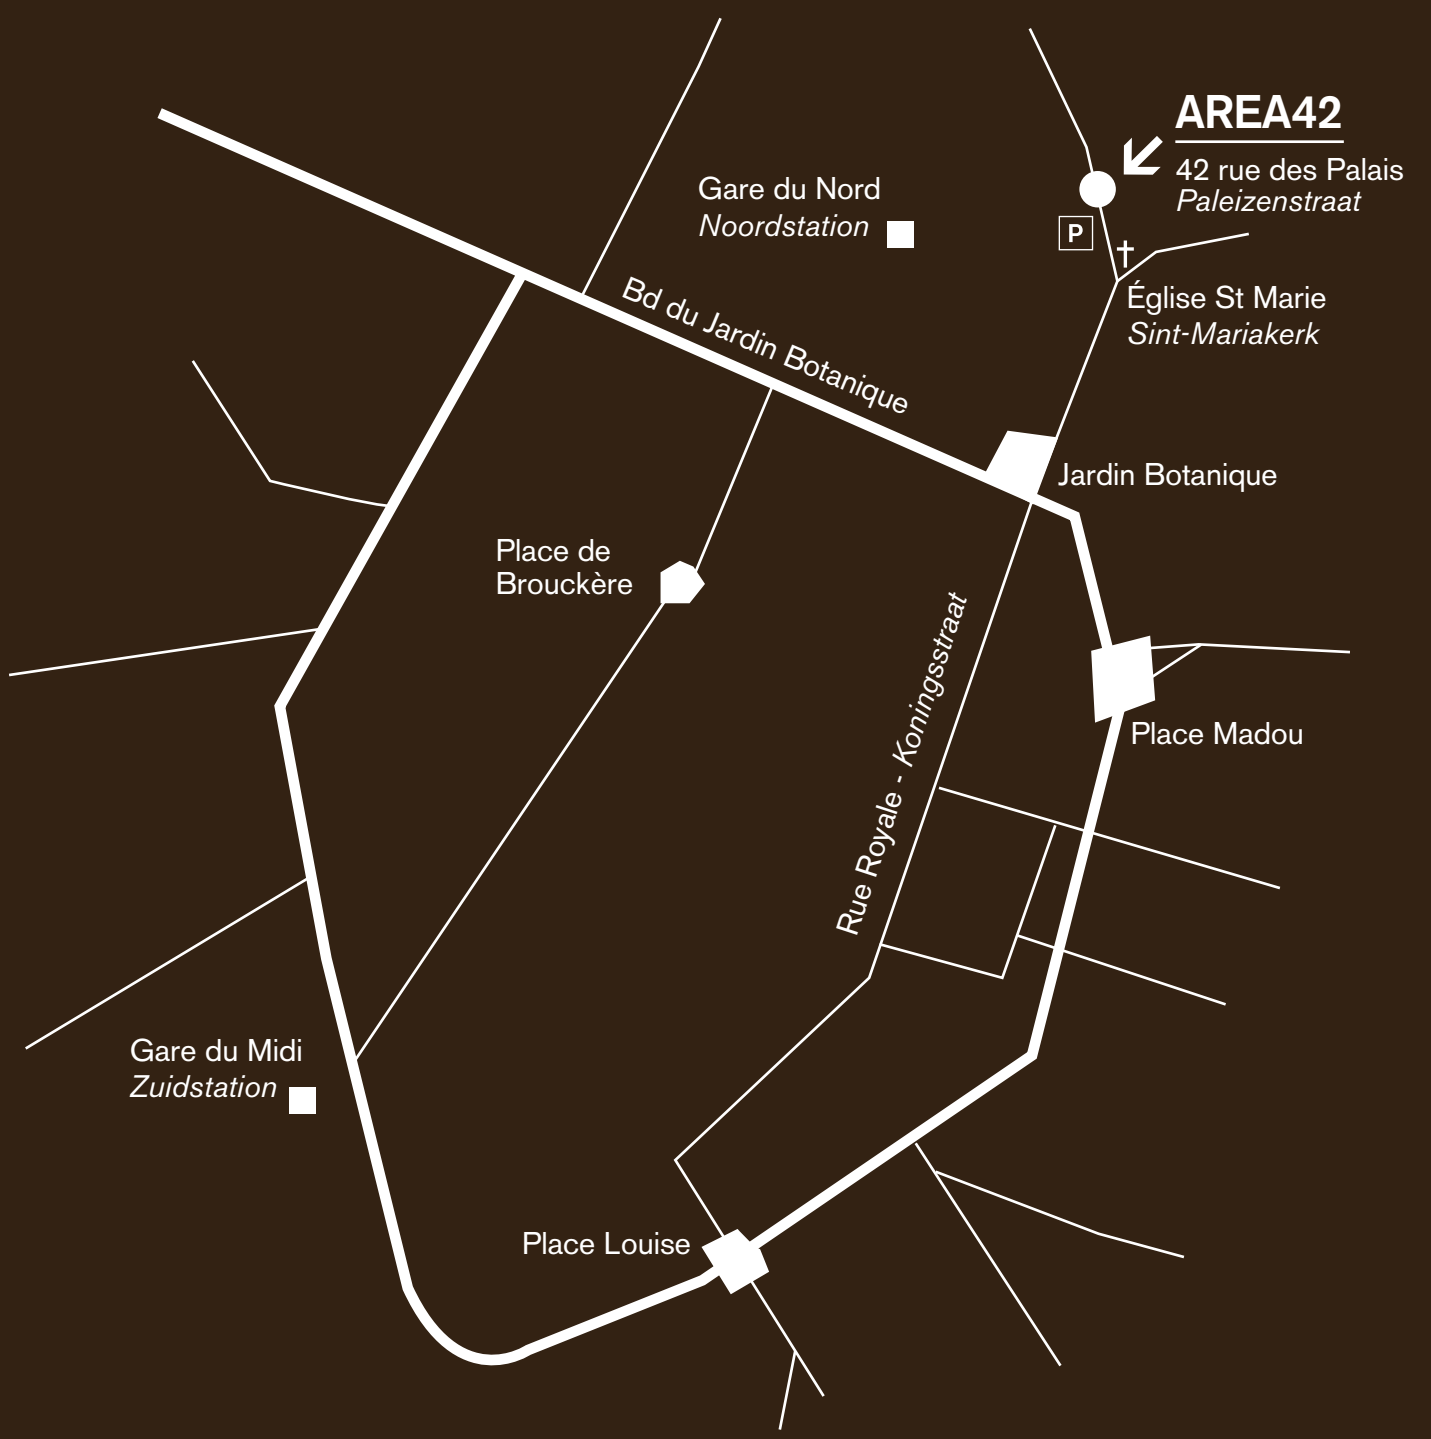 AREA42
42 rue des Palais
Paleizenstraat
Gare du Nord
Noordstation
P
Église St Marie
Sint-Mariakerk
Bd du Jardin Botanique
Jardin Botanique
Place de
Brouckère
Rue Royale - Koningsstraat
Place Madou
Gare du Midi
Zuidstation
Place Louise